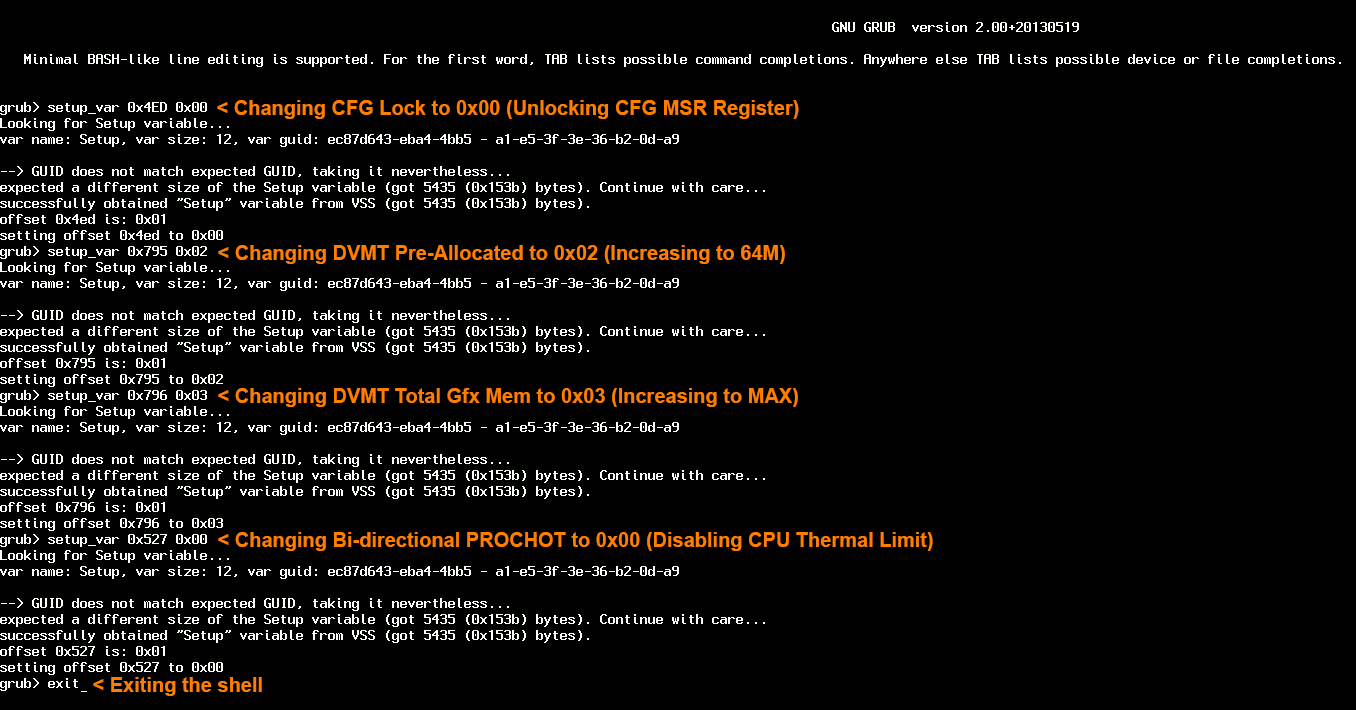 GNU GRUB  version 2.00+20130519
Minimal BASH-like line editing is supported. For the first word, TAB lists possible command completions. Anywhere else TAB lists possible device or file completions.
grub> setup_var 0x4ED 0x00 < Changing CFG Lock to 0x00 (Unlocking CFG MSR Register)
Looking for Setup variable...
var name: Setup, var size: 12, var guid: ec87d643-eba4-4bb5 - a1-e5-3f-3e-36-b2-0d-a9
--> GUID does not match expected GUID, taking it nevertheless...
expected a different size of the Setup variable (got 5435 (0x153b) bytes). Continue with care...
successfully obtained "Setup" variable from VSS (got 5435 (0x153b) bytes).
offset 0x4ed is: 0x01
setting offset 0x4ed to 0x00
grub> setup_var 0x795 0x02 < Changing DVMT Pre-Allocated to 0x02 (Increasing to 64M)
Looking for Setup variable...
var name: Setup, var size: 12, var guid: ec87d643-eba4-4bb5 - a1-e5-3f-3e-36-b2-0d-a9
--> GUID does not match expected GUID, taking it nevertheless...
expected a different size of the Setup variable (got 5435 (0x153b) bytes). Continue with care...
successfully obtained "Setup" variable from VSS (got 5435 (0x153b) bytes).
offset 0x795 is: 0x01
setting offset 0x795 to 0x02
grub> setup_var 0x796 0x03 < Changing DVMT Total Gfx Mem to 0x03 (Increasing to MAX)
Looking for Setup variable...
var name: Setup, var size: 12, var guid: ec87d643-eba4-4bb5 - a1-e5-3f-3e-36-b2-0d-a9
--> GUID does not match expected GUID, taking it nevertheless...
expected a different size of the Setup variable (got 5435 (0x153b) bytes). Continue with care...
successfully obtained "Setup" variable from VSS (got 5435 (0x153b) bytes).
offset 0x796 is: 0x01
setting offset 0x796 to 0x03
grub> setup_var 0x527 0x00 < Changing Bi-directional PROCHOT to 0x00 (Disabling CPU Thermal Limit)
Looking for Setup variable...
var name: Setup, var size: 12, var guid: ec87d643-eba4-4bb5 - a1-e5-3f-3e-36-b2-0d-a9
--> GUID does not match expected GUID, taking it nevertheless...
expected a different size of the Setup variable (got 5435 (0x153b) bytes). Continue with care...
successfully obtained "Setup" variable from VSS (got 5435 (0x153b) bytes).
offset 0x527 is: 0x01
setting offset 0x527 to 0x00
grub> exit_ < Exiting the shell